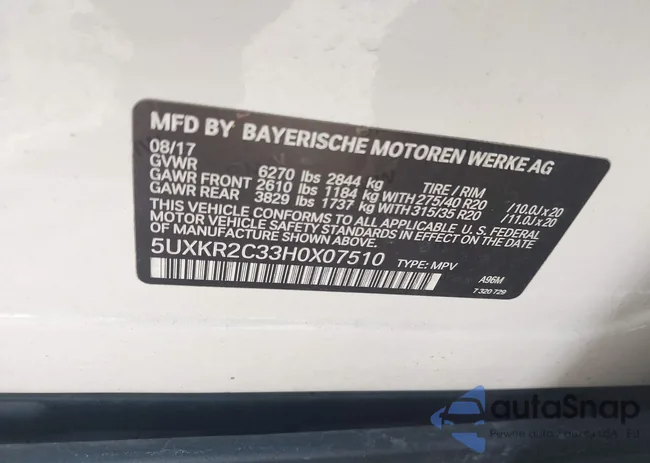 MFD BY BAYERISCHE MOTOREN WERKE AG
08/17
GVWR 6270 lbs 2844 kg TIRE / RIM
GAWR FRONT 2610 lbs 1184 kg WITH 275/40 R20 /10.0J x 20
GAWR REAR 3829 lbs 1737 kg WITH 315/35 R20 /11.0J x 20
THIS VEHICLE CONFORMS TO ALL APPLICABLE U. S. FEDERAL
MOTOR VEHICLE SAFETY STANDARDS IN EFFECT ON THE DATE
OF MANUFACTURE SHOWN ABOVE.
5UXKR2C33H0X07510 TYPE: MPV
A96M
7 320 729
autaSnap
Pewne auto